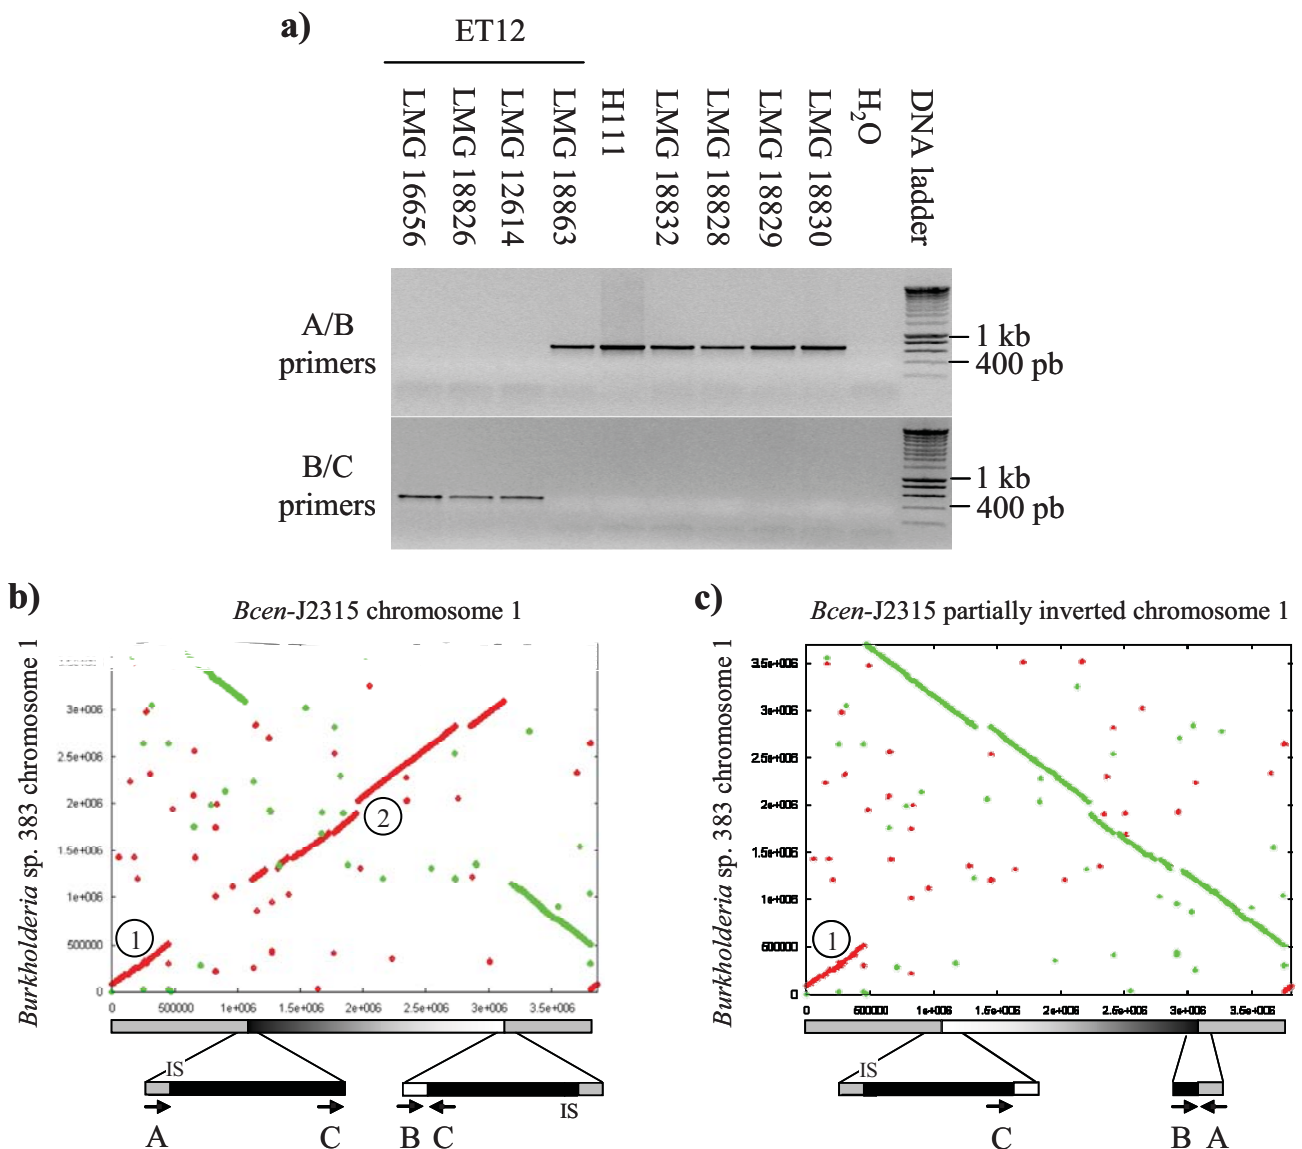 a)
ET12
LMG 16656
LMG 18826
LMG 12614
LMG 18863
H111
LMG 18832
LMG 18828
LMG 18829
LMG 18830
H₂O
DNA ladder
A/B
primers
1 kb
400 pb
B/C
primers
1 kb
400 pb
b)
Bcen-J2315 chromosome 1
Burkholderia sp. 383 chromosome 1
3e+006
2.5e+006
2e+006
1.5e+006
1e+006
500000
0
1
2
0
500000
1e+006
1.5e+006
2e+006
2.5e+006
3e+006
3.5e+006
IS
IS
A
C
B
C
c)
Bcen-J2315 partially inverted chromosome 1
Burkholderia sp. 383 chromosome 1
3.5e+006
3e+006
2.5e+006
2e+006
1.5e+006
1e+006
500000
0
1
0
500000
1e+006
1.5e+006
2e+006
2.5e+006
3e+006
3.5e+006
IS
C
B
A